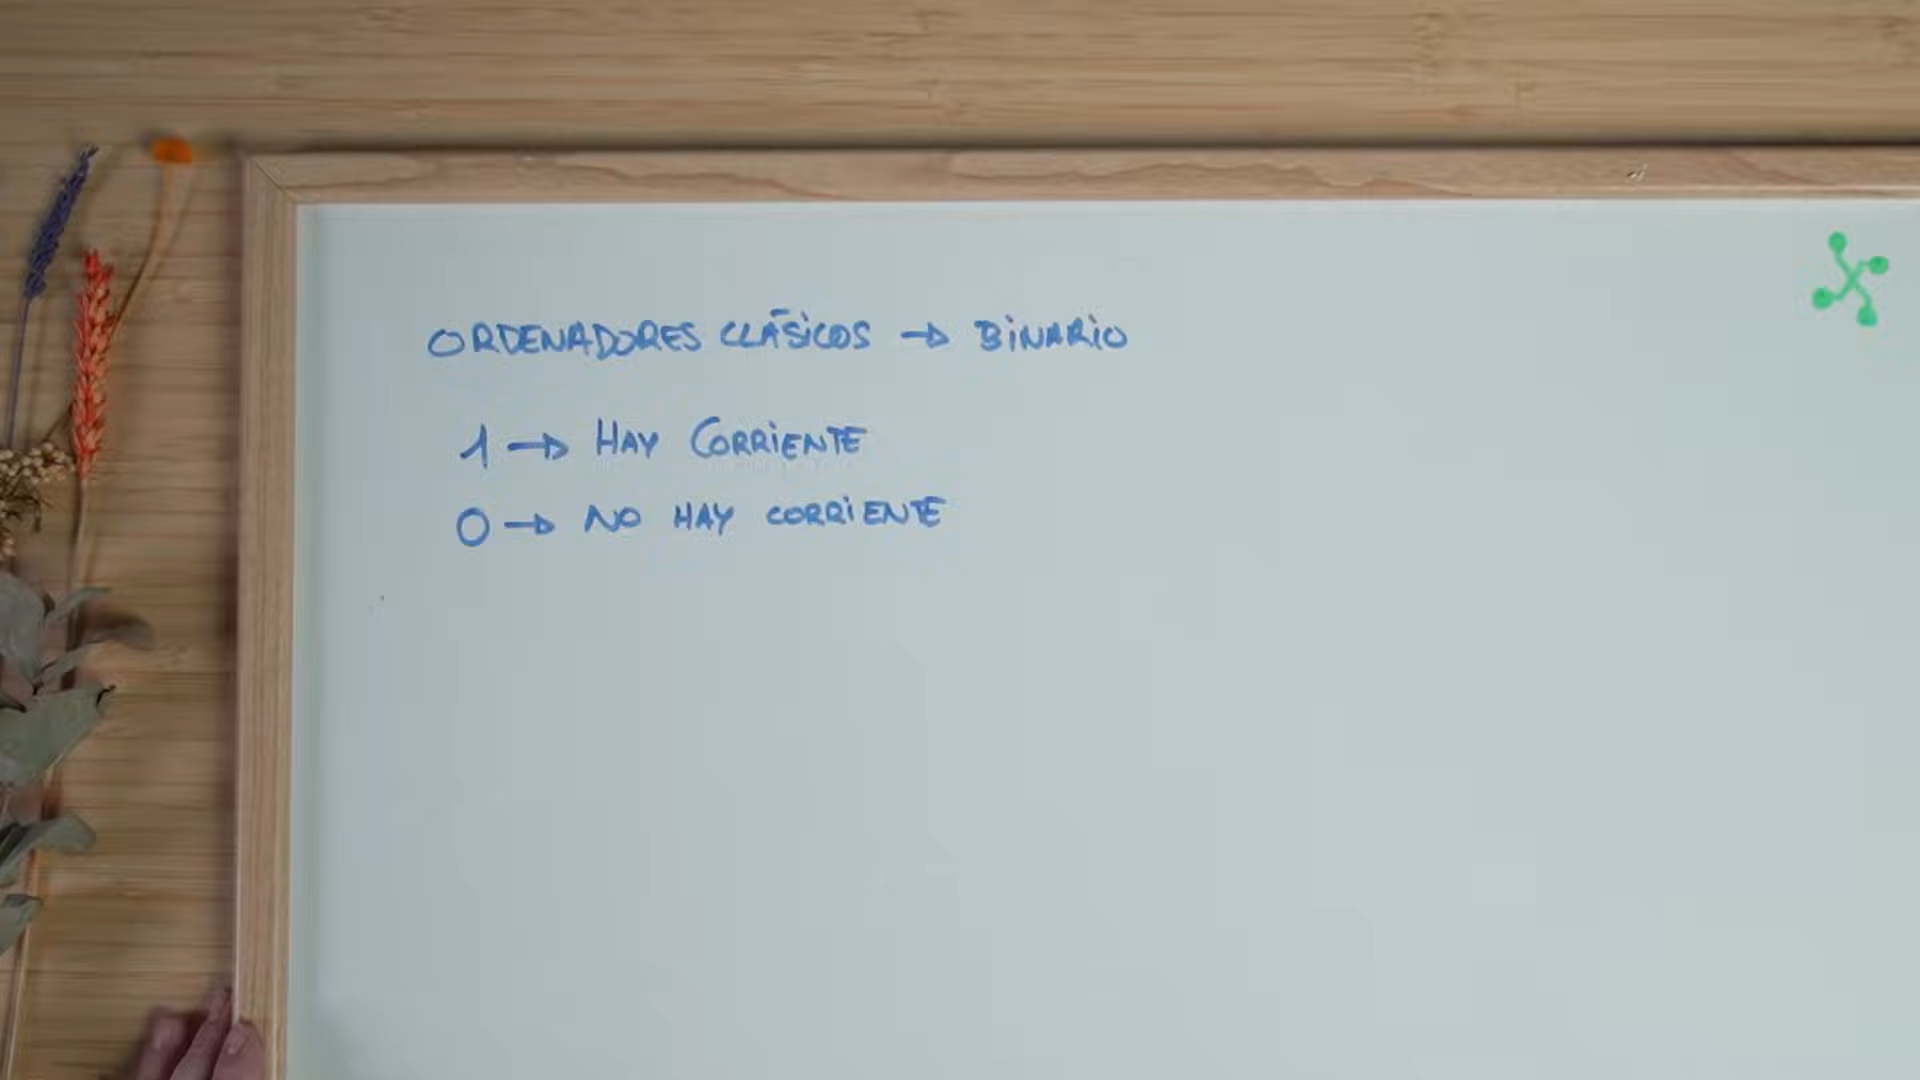 ORDENADORES CLÁSICOS → BINARIO
1 → HAY CORRIENTE
0 → NO HAY CORRIENTE